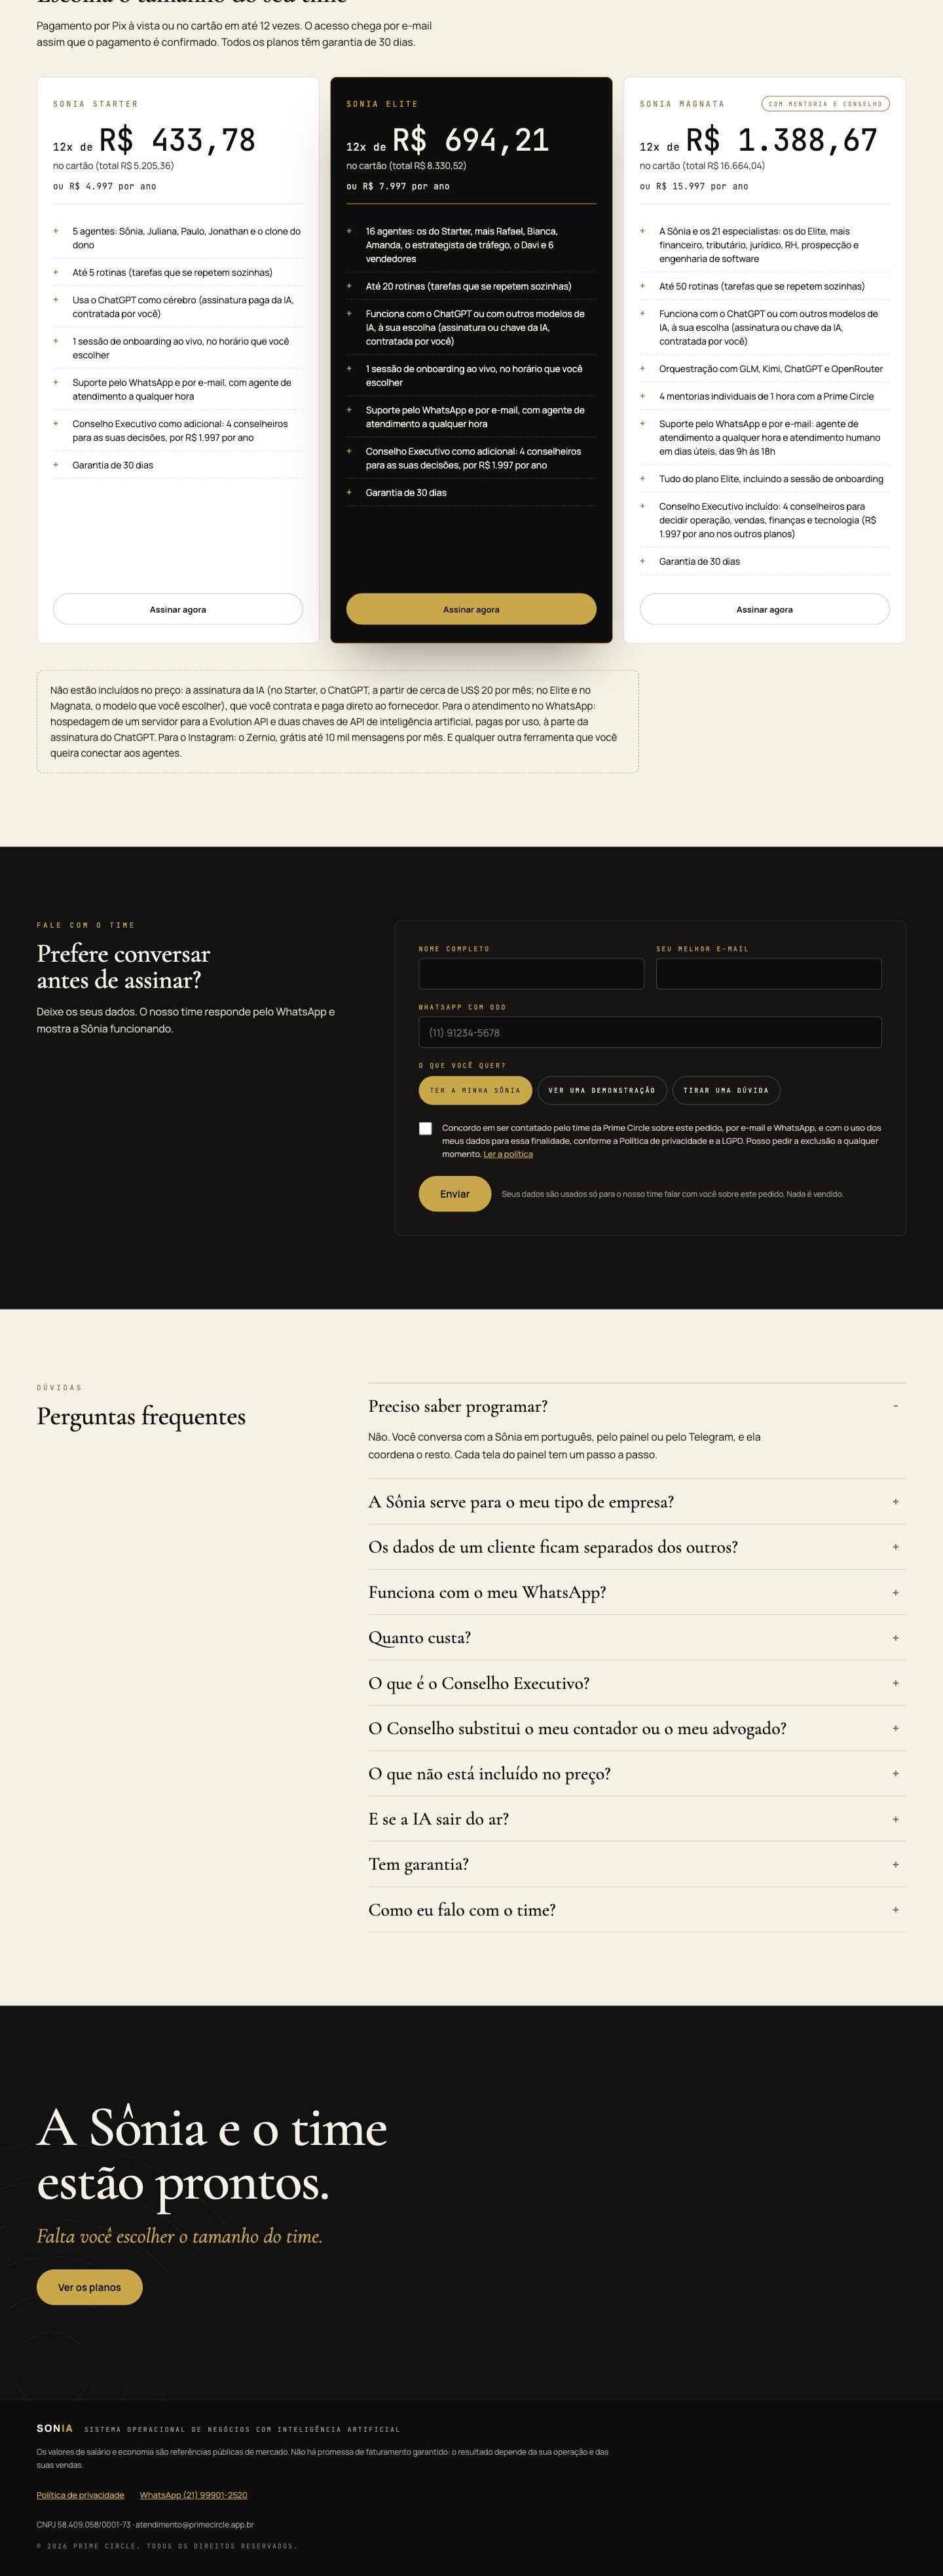 Escolha o tamanho do seu time
Pagamento por Pix à vista ou no cartão em até 12 vezes. O acesso chega por e-mail
assim que o pagamento é confirmado. Todos os planos têm garantia de 30 dias.
SONIA STARTER
12x de R$ 433,78
no cartão (total R$ 5.205,36)
ou R$ 4.997 por ano
+ 5 agentes: Sônia, Juliana, Paulo, Jonathan e o clone do
dono
+ Até 5 rotinas (tarefas que se repetem sozinhas)
+ Usa o ChatGPT como cérebro (assinatura paga da IA,
contratada por você)
+ 1 sessão de onboarding ao vivo, no horário que você
escolher
+ Suporte pelo WhatsApp e por e-mail, com agente de
atendimento a qualquer hora
+ Conselho Executivo como adicional: 4 conselheiros
para as suas decisões, por R$ 1.997 por ano
+ Garantia de 30 dias
Assinar agora
SONIA ELITE
12x de R$ 694,21
no cartão (total R$ 8.330,52)
ou R$ 7.997 por ano
+ 16 agentes: os do Starter, mais Rafael, Bianca,
Amanda, o estrategista de tráfego, o Davi e 6
vendedores
+ Até 20 rotinas (tarefas que se repetem sozinhas)
+ Funciona com o ChatGPT ou com outros modelos de
IA, à sua escolha (assinatura ou chave da IA,
contratada por você)
+ 1 sessão de onboarding ao vivo, no horário que você
escolher
+ Suporte pelo WhatsApp e por e-mail, com agente de
atendimento a qualquer hora
+ Conselho Executivo como adicional: 4 conselheiros
para as suas decisões, por R$ 1.997 por ano
+ Garantia de 30 dias
Assinar agora
SONIA MAGNATA
COM MENTORIA E CONSELHO
12x de R$ 1.388,67
no cartão (total R$ 16.664,04)
ou R$ 15.997 por ano
+ A Sônia e os 21 especialistas: os do Elite, mais
financeiro, tributário, jurídico, RH, prospecção e
engenharia de software
+ Até 50 rotinas (tarefas que se repetem sozinhas)
+ Funciona com o ChatGPT ou com outros modelos de
IA, à sua escolha (assinatura ou chave da IA,
contratada por você)
+ Orquestração com GLM, Kimi, ChatGPT e OpenRouter
+ 4 mentorias individuais de 1 hora com a Prime Circle
+ Suporte pelo WhatsApp e por e-mail: agente de
atendimento a qualquer hora e atendimento humano
em dias úteis, das 9h às 18h
+ Tudo do plano Elite, incluindo a sessão de onboarding
+ Conselho Executivo incluído: 4 conselheiros para
decidir operação, vendas, finanças e tecnologia (R$
1.997 por ano nos outros planos)
+ Garantia de 30 dias
Assinar agora
Não estão incluídos no preço: a assinatura da IA (no Starter, o ChatGPT, a partir de cerca de US$ 20 por mês; no Elite e no
Magnata, o modelo que você escolher), que você contrata e paga direto ao fornecedor. Para o atendimento no WhatsApp:
hospedagem de um servidor para a Evolution API e duas chaves de API de inteligência artificial, pagas por uso, à parte da
assinatura do ChatGPT. Para o Instagram: o Zernio, grátis até 10 mil mensagens por mês. E qualquer outra ferramenta que você
queira conectar aos agentes.
FALE COM O TIME
Prefere conversar
antes de assinar?
Deixe os seus dados. O nosso time responde pelo WhatsApp e
mostra a Sônia funcionando.
NOME COMPLETO
SEU MELHOR E-MAIL
WHATSAPP COM DDD
(11) 91234-5678
O QUE VOCÊ QUER?
TER A MINHA SÔNIA
VER UMA DEMONSTRAÇÃO
TIRAR UMA DÚVIDA
Concordo em ser contatado pelo time da Prime Circle sobre este pedido, por e-mail e WhatsApp, e com o uso dos
meus dados para essa finalidade, conforme a Política de privacidade e a LGPD. Posso pedir a exclusão a qualquer
momento. Ler a política
Enviar
Seus dados são usados só para o nosso time falar com você sobre este pedido. Nada é vendido.
DÚVIDAS
Perguntas frequentes
Preciso saber programar? -
Não. Você conversa com a Sônia em português, pelo painel ou pelo Telegram, e ela
coordena o resto. Cada tela do painel tem um passo a passo.
A Sônia serve para o meu tipo de empresa? +
Os dados de um cliente ficam separados dos outros? +
Funciona com o meu WhatsApp? +
Quanto custa? +
O que é o Conselho Executivo? +
O Conselho substitui o meu contador ou o meu advogado? +
O que não está incluído no preço? +
E se a IA sair do ar? +
Tem garantia? +
Como eu falo com o time? +
A Sônia e o time
estão prontos.
Falta você escolher o tamanho do time.
Ver os planos
SONIA SISTEMA OPERACIONAL DE NEGÓCIOS COM INTELIGÊNCIA ARTIFICIAL
Os valores de salário e economia são referências públicas de mercado. Não há promessa de faturamento garantido: o resultado depende da sua operação e das
suas vendas.
Política de privacidade WhatsApp (21) 99901-2520
CNPJ 58.409.058/0001-73 · atendimento@primecircle.app.br
© 2026 PRIME CIRCLE. TODOS OS DIREITOS RESERVADOS.